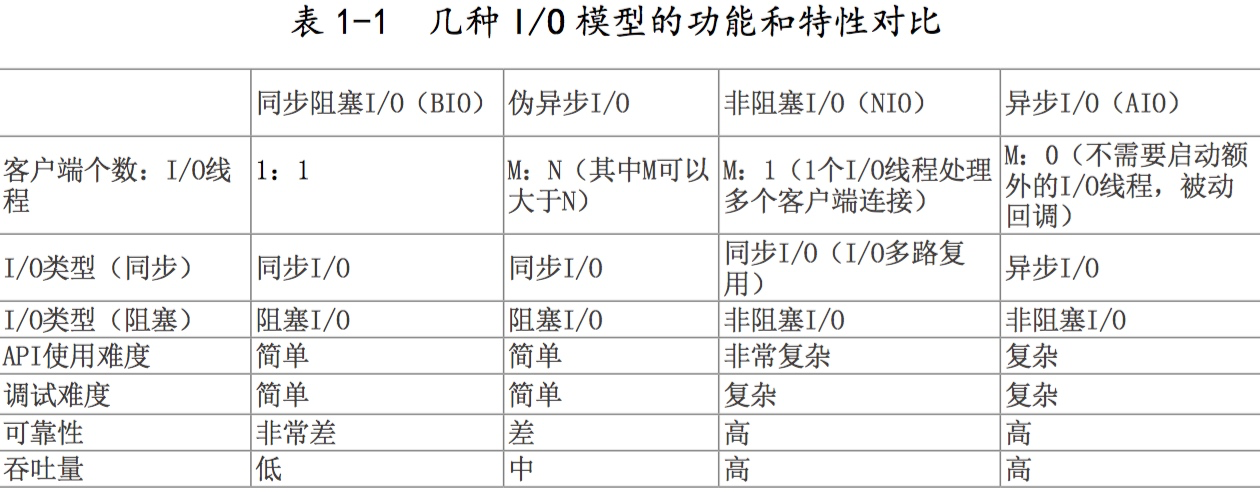 表 1-1 几种 I/O 模型的功能和特性对比
同步阻塞I/O（BIO） 伪异步I/O 非阻塞I/O（NIO） 异步I/O（AIO）
客户端个数：I/O线程 1：1 M：N（其中M可以大于N） M：1（1个I/O线程处理多个客户端连接） M：0（不需要启动额外的I/O线程，被动回调）
I/O类型（同步） 同步I/O 同步I/O 同步I/O（I/O多路复用） 异步I/O
I/O类型（阻塞） 阻塞I/O 阻塞I/O 非阻塞I/O 非阻塞I/O
API使用难度 简单 简单 非常复杂 复杂
调试难度 简单 简单 复杂 复杂
可靠性 非常差 差 高 高
吞吐量 低 中 高 高